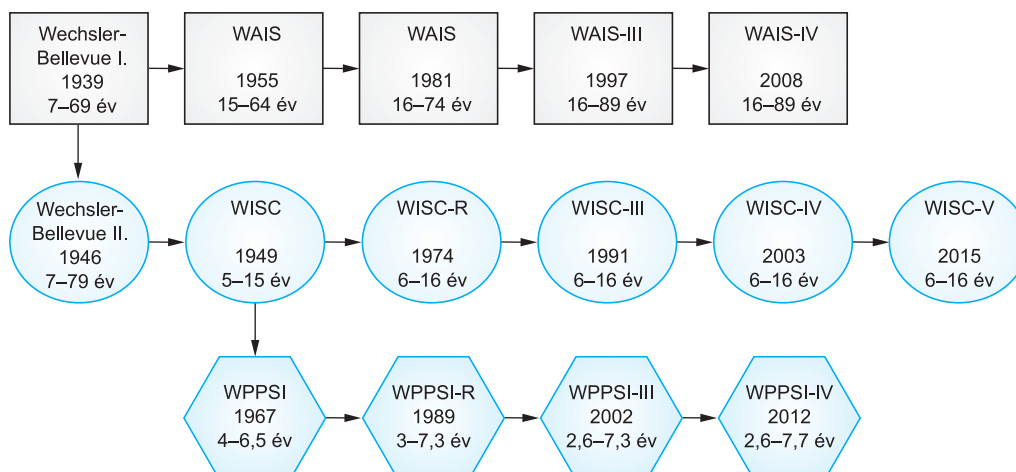 Wechsler-
Bellevue I.
1939
7–69 év
WAIS
1955
15–64 év
WAIS
1981
16–74 év
WAIS-III
1997
16–89 év
WAIS-IV
2008
16–89 év
Wechsler-
Bellevue II.
1946
7–79 év
WISC
1949
5–15 év
WISC-R
1974
6–16 év
WISC-III
1991
6–16 év
WISC-IV
2003
6–16 év
WISC-V
2015
6–16 év
WPPSI
1967
4–6,5 év
WPPSI-R
1989
3–7,3 év
WPPSI-III
2002
2,6–7,3 év
WPPSI-IV
2012
2,6–7,7 év